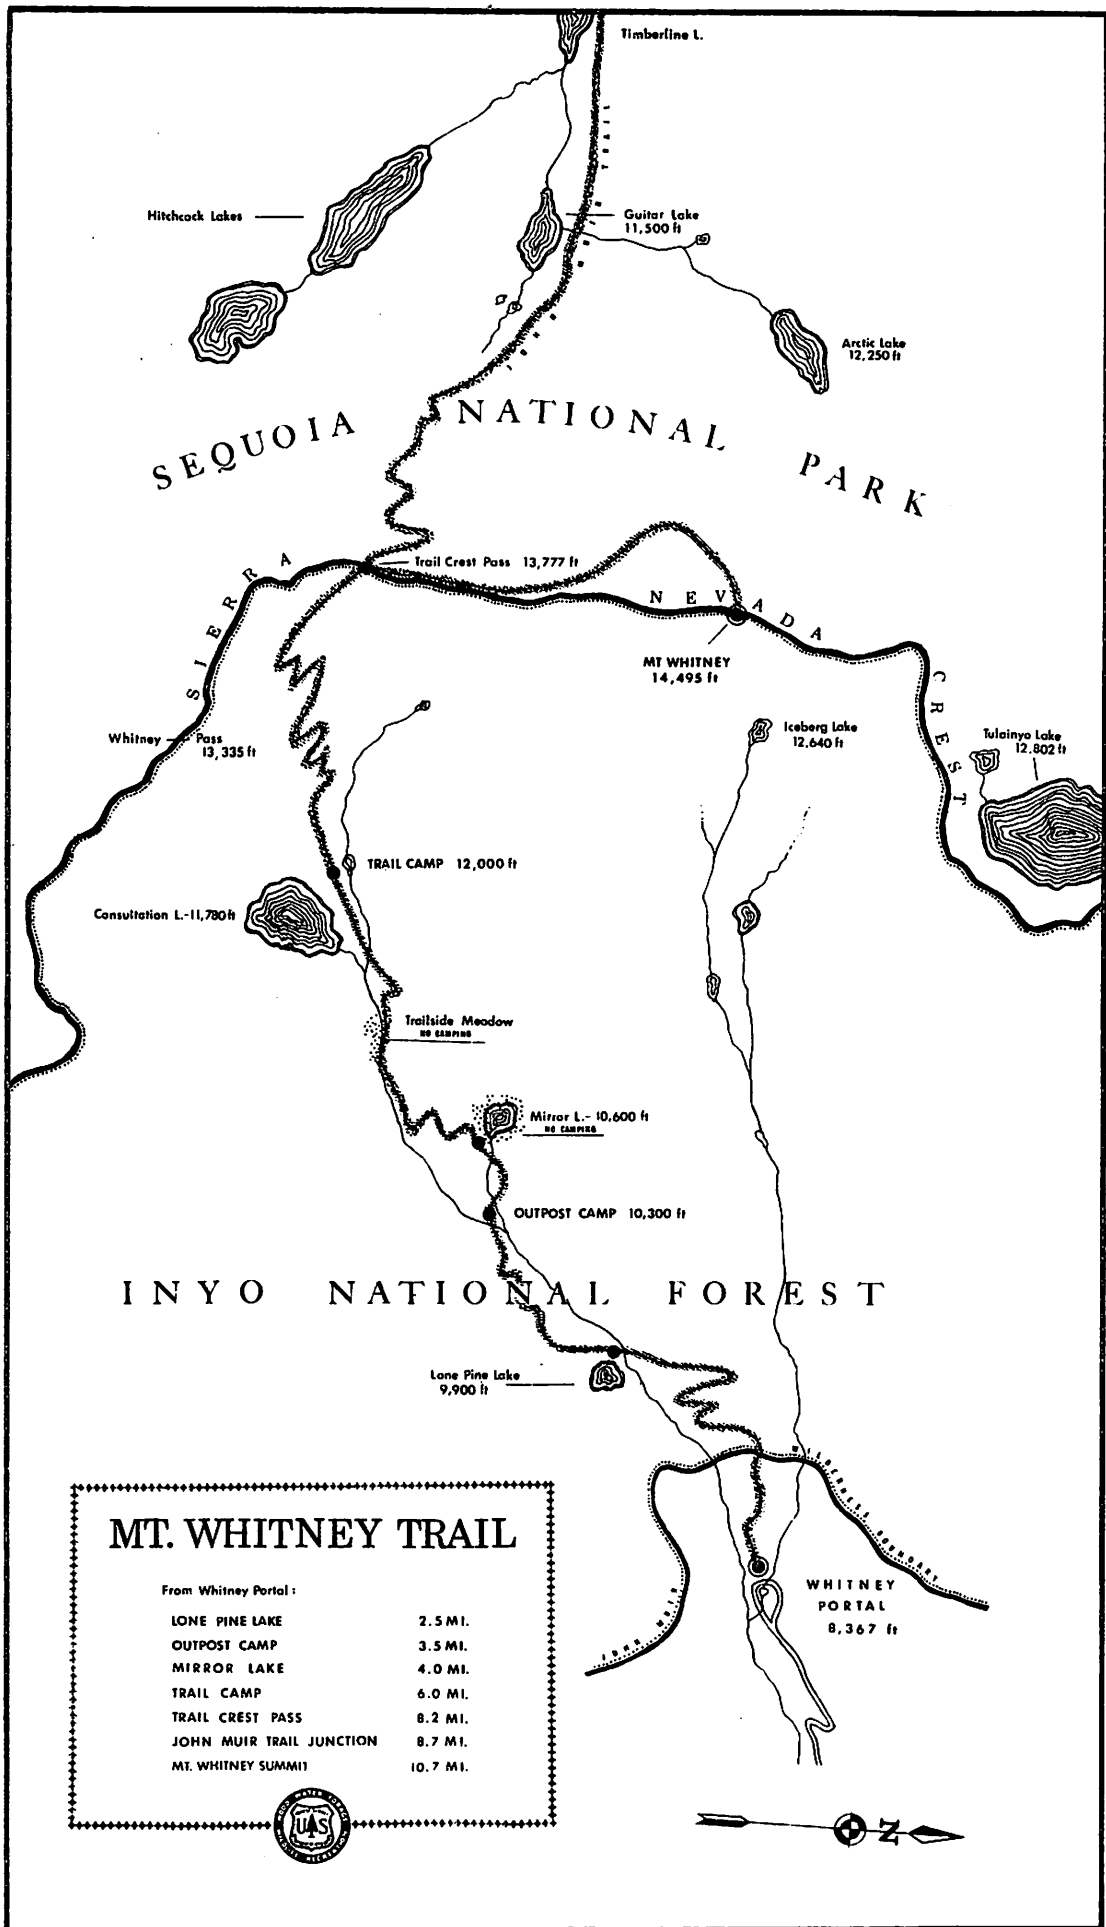 Timberline L.
JOHN MUIR TRAIL
Hitchcock Lakes
Guitar Lake
11,500 ft
Arctic Lake
12,250 ft
SEQUOIA NATIONAL PARK
Trail Crest Pass 13,777 ft
SIERRA NEVADA CREST
MT WHITNEY
14,495 ft
Whitney Pass
13,335 ft
Iceberg Lake
12,640 ft
Tulainyo Lake
12,802 ft
TRAIL CAMP 12,000 ft
Consultation L.-11,780 ft
Trailside Meadow
NO CAMPING
Mirror L.- 10,600 ft
NO CAMPING
OUTPOST CAMP 10,300 ft
INYO NATIONAL FOREST
Lone Pine Lake
9,900 ft
JOHN MUIR WILDERNESS BOUNDARY
WHITNEY
PORTAL
8,367 ft
MT. WHITNEY TRAIL
From Whitney Portal:
LONE PINE LAKE 2.5 MI.
OUTPOST CAMP 3.5 MI.
MIRROR LAKE 4.0 MI.
TRAIL CAMP 6.0 MI.
TRAIL CREST PASS 8.2 MI.
JOHN MUIR TRAIL JUNCTION 8.7 MI.
MT. WHITNEY SUMMIT 10.7 MI.
US
N